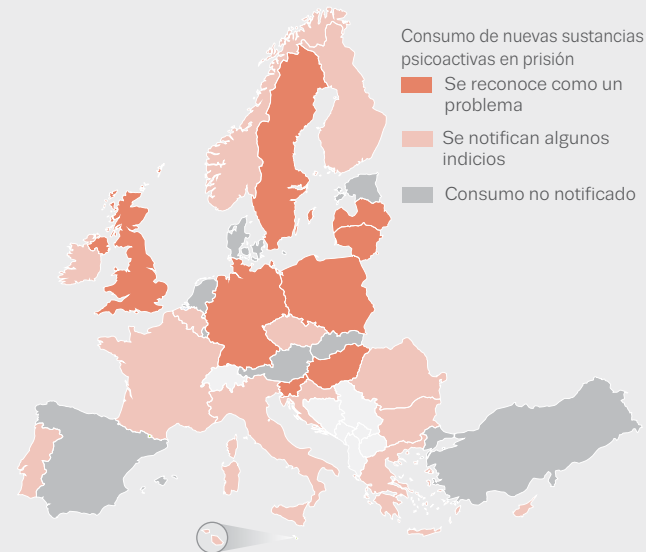 Consumo de nuevas sustancias
psicoactivas en prisión
Se reconoce como un
problema
Se notifican algunos
indicios
Consumo no notificado